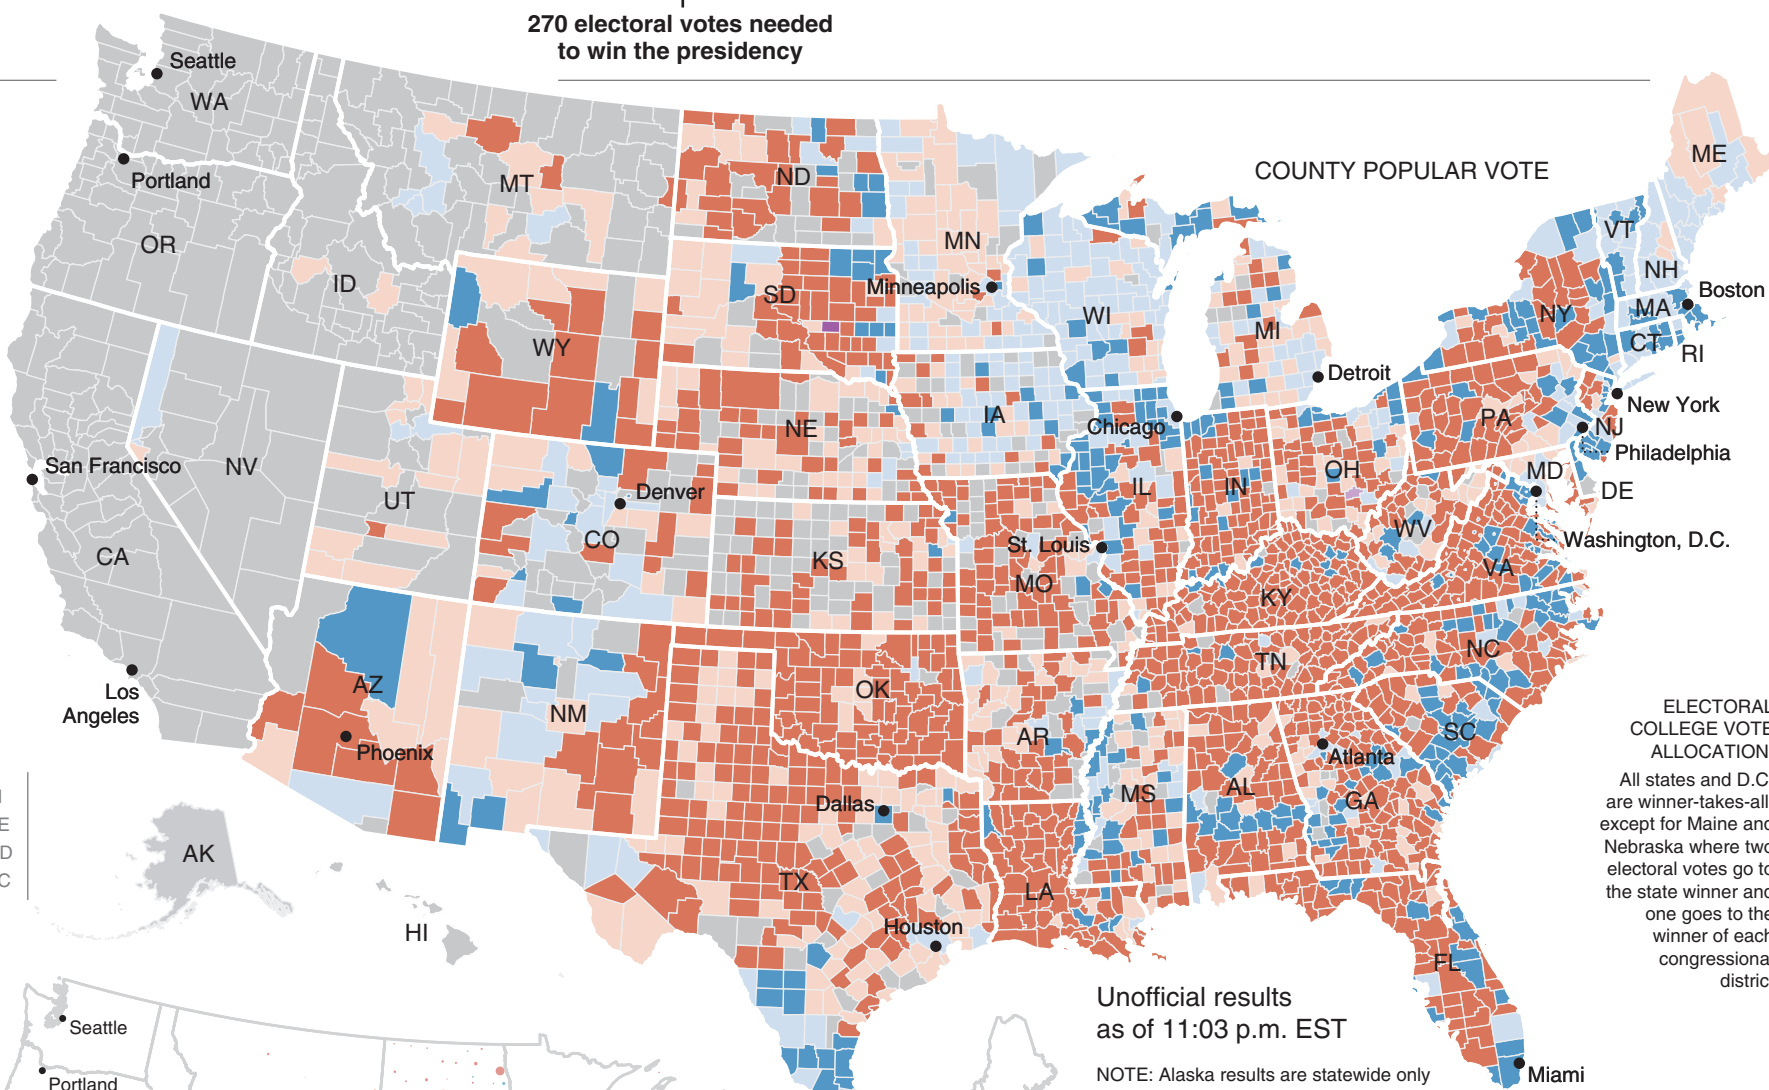 270 electoral votes needed
to win the presidency
COUNTY POPULAR VOTE
Seattle
WA
Portland
OR
MT
ID
ND
MN
Minneapolis
SD
WY
WI
MI
Detroit
ME
VT
NH
Boston
MA
NY
CT
RI
New York
PA
NJ
Philadelphia
MD
DE
Washington, D.C.
San Francisco
NV
UT
CA
Denver
CO
NE
IA
Chicago
IL
IN
OH
WV
VA
KS
St. Louis
MO
KY
Los
Angeles
AZ
Phoenix
NM
OK
AR
TN
NC
SC
Dallas
TX
Houston
LA
MS
AL
Atlanta
GA
FL
Miami
ELECTORAL
COLLEGE VOTE
ALLOCATION
All states and D.C.
are winner-takes-all
except for Maine and
Nebraska where two
electoral votes go to
the state winner and
one goes to the
winner of each
congressional
distric
E
D
C
AK
HI
Unofficial results
as of 11:03 p.m. EST
NOTE: Alaska results are statewide only
Seattle
Portland